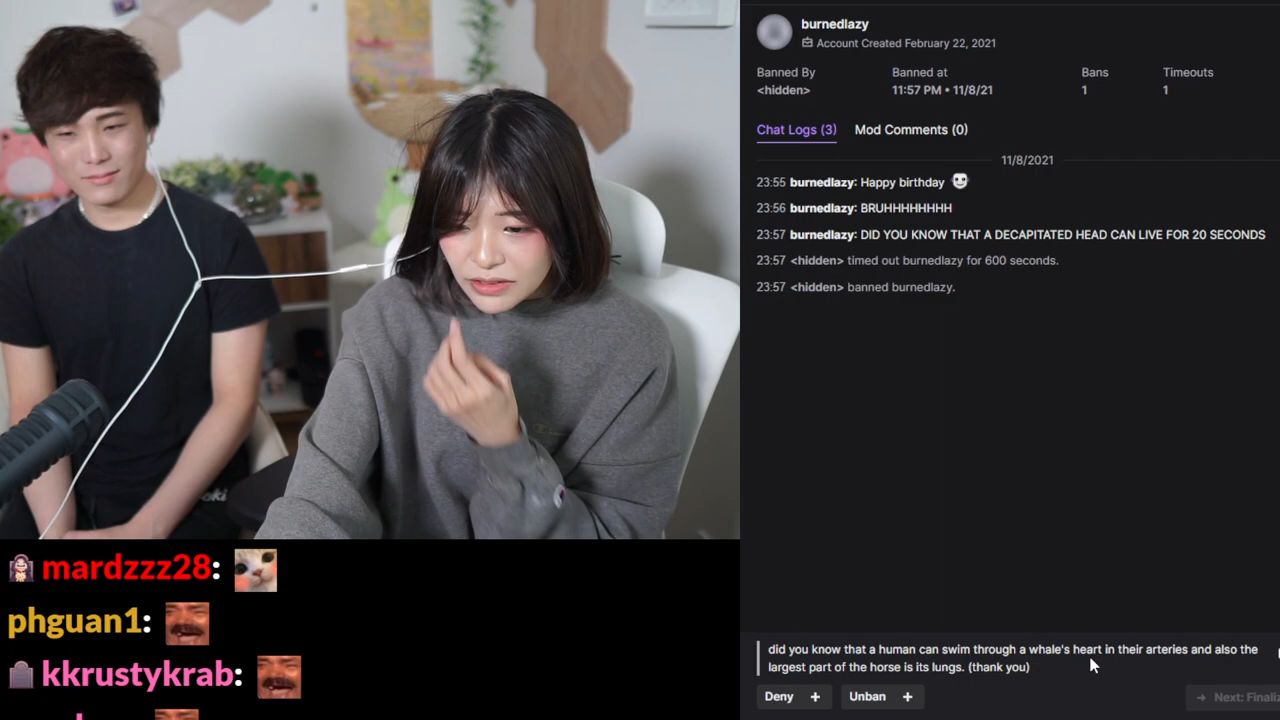 burnedlazy
Account Created February 22, 2021
Banned By
Banned at
Bans
Timeouts
<hidden>
11:57 PM • 11/8/21
1
1
Chat Logs (3)
Mod Comments (0)
11/8/2021
23:55 burnedlazy: Happy birthday
23:56 burnedlazy: BRUHHHHHHHH
23:57 burnedlazy: DID YOU KNOW THAT A DECAPITATED HEAD CAN LIVE FOR 20 SECONDS
23:57 <hidden> timed out burnedlazy for 600 seconds.
23:57 <hidden> banned burnedlazy.
did you know that a human can swim through a whale's heart in their arteries and also the
largest part of the horse is its lungs. (thank you)
Deny +
Unban +
→ Next:
mardzzz28:
phguan1:
kkrustykrab: